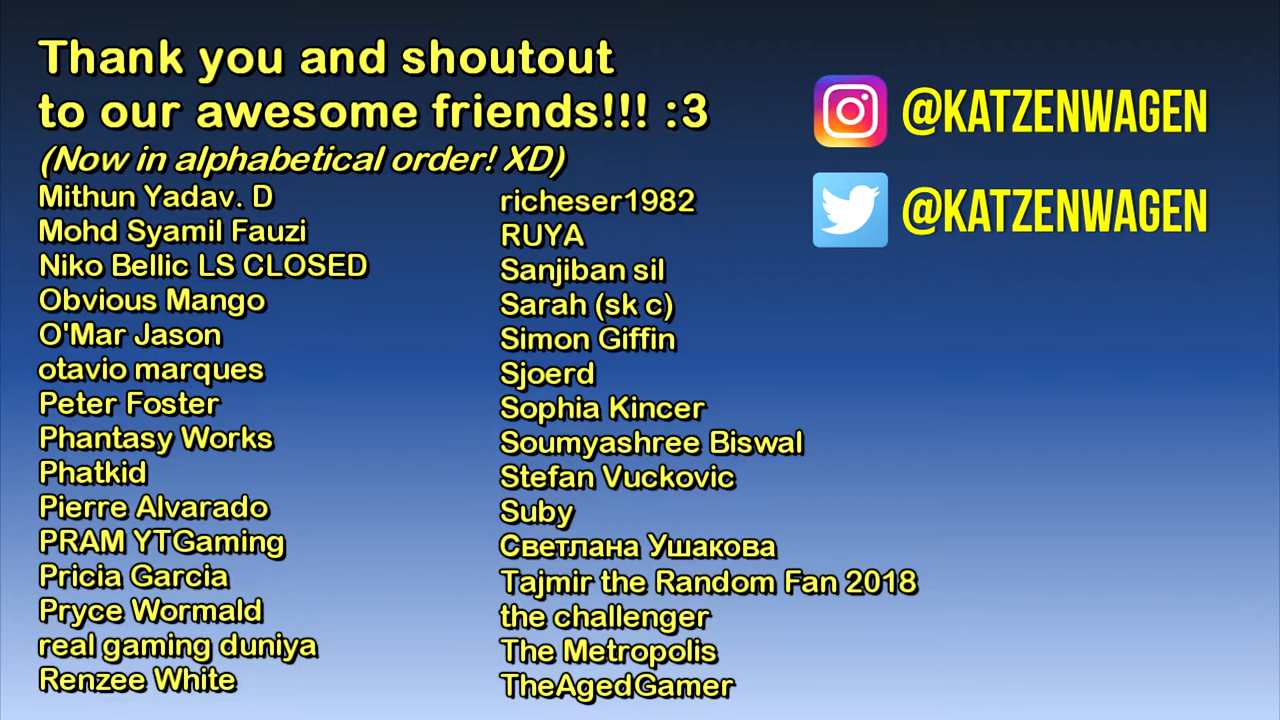 Thank you and shoutout
to our awesome friends!!! :3
(Now in alphabetical order! XD)
Mithun Yadav. D
Mohd Syamil Fauzi
Niko Bellic LS CLOSED
Obvious Mango
O'Mar Jason
otavio marques
Peter Foster
Phantasy Works
Phatkid
Pierre Alvarado
PRAM YTGaming
Pricia Garcia
Pryce Wormald
real gaming duniya
Renzee White
richeser1982
RUYA
Sanjiban sil
Sarah (sk c)
Simon Giffin
Sjoerd
Sophia Kincer
Soumyashree Biswal
Stefan Vuckovic
Suby
Светлана Ушакова
Tajmir the Random Fan 2018
the challenger
The Metropolis
TheAgedGamer
@KATZENWAGEN
@KATZENWAGEN